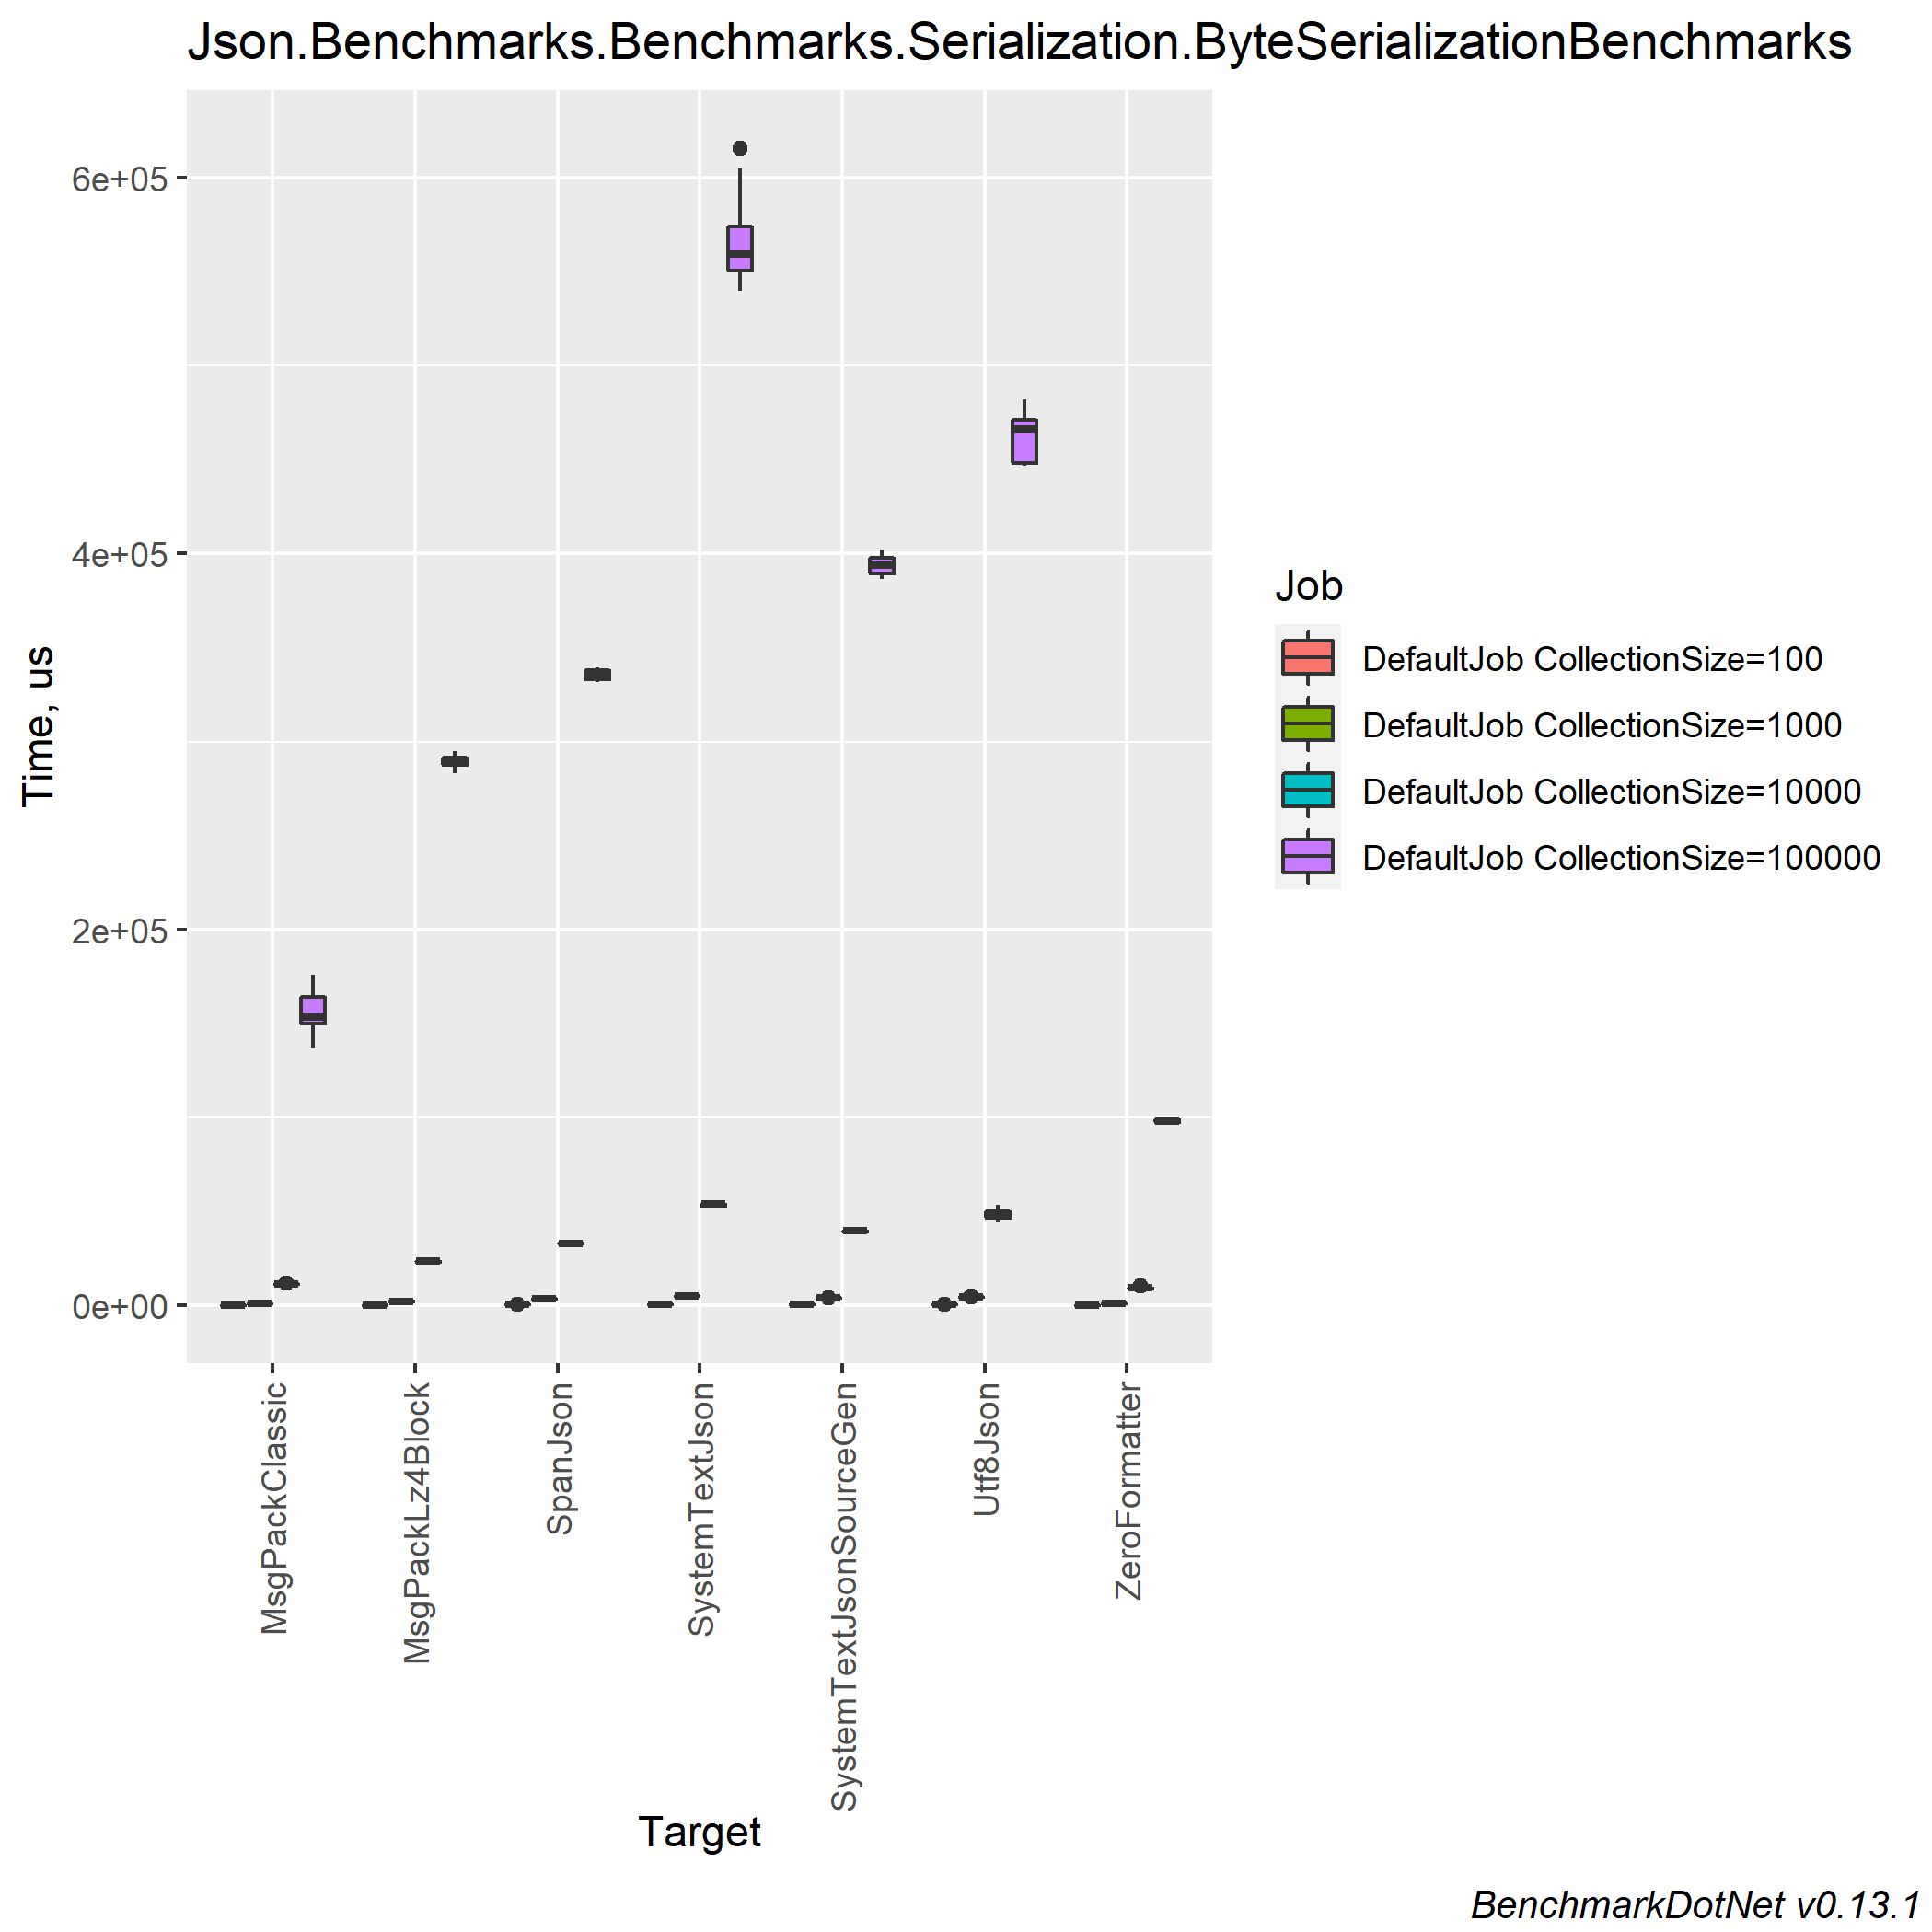 Json.Benchmarks.Benchmarks.Serialization.ByteSerializationBenchmarks
6e+05
4e+05
2e+05
0e+00
Time, us
MsgPackClassic
MsgPackLz4Block
SpanJson
SystemTextJson
SystemTextJsonSourceGen
Utf8Json
ZeroFormatter
Target
Job
DefaultJob CollectionSize=100
DefaultJob CollectionSize=1000
DefaultJob CollectionSize=10000
DefaultJob CollectionSize=100000
BenchmarkDotNet v0.13.1